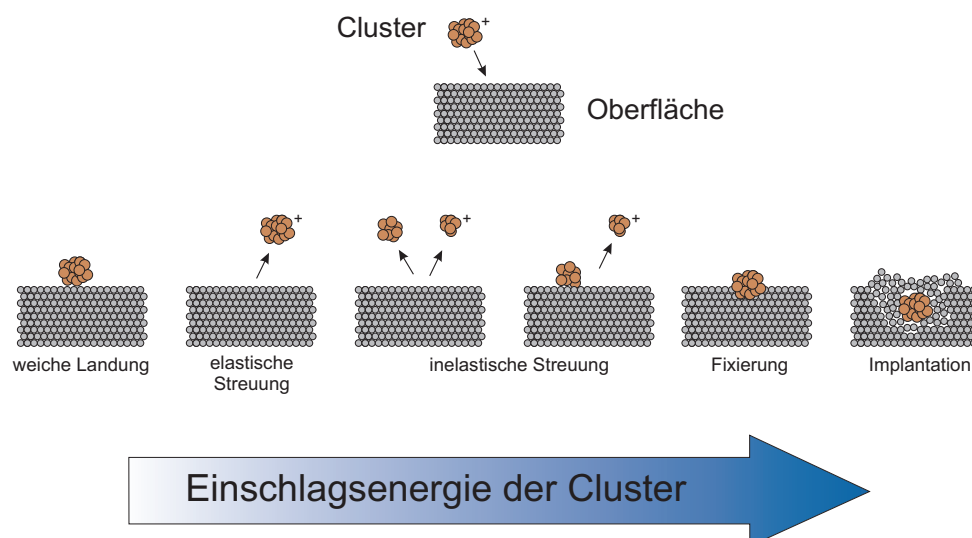 Cluster
+
Oberfläche
+
+
+
weiche Landung
elastische
Streuung
inelastische Streuung
Fixierung
Implantation
Einschlagsenergie der Cluster